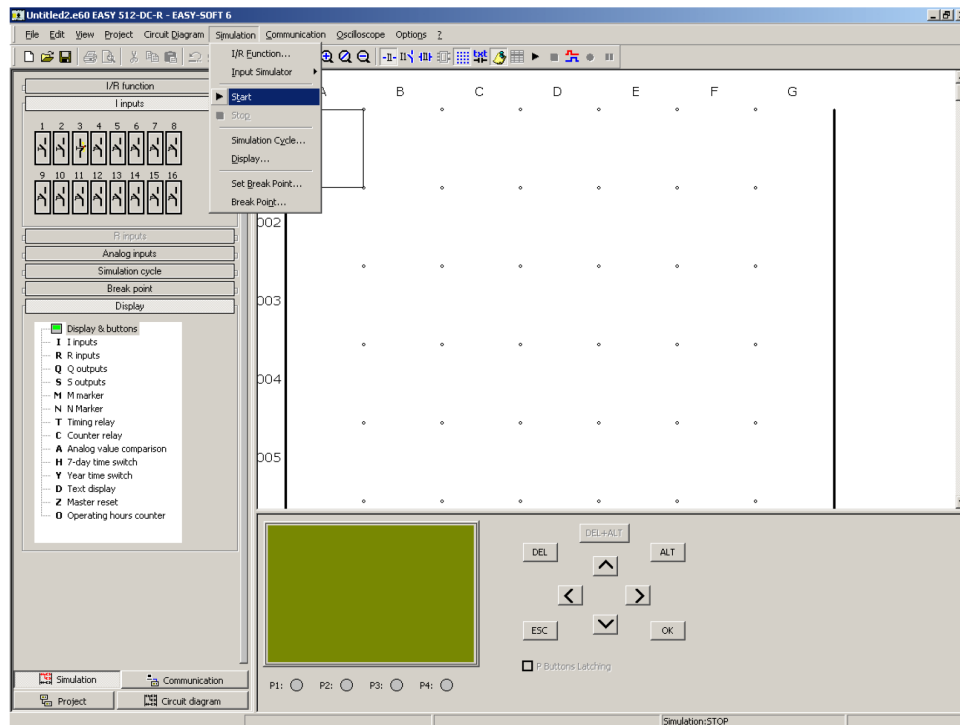 Untitled2.e60 EASY 512-DC-R - EASY-SOFT 6
File Edit View Project Circuit Diagram Simulation Communication Oscilloscope Options ?
txt
I/R Function...
Input Simulator
Start
Stop
Simulation Cycle...
Display...
Set Break Point...
Break Point...
I/R function
I inputs
1 2 3 4 5 6 7 8
9 10 11 12 13 14 15 16
R inputs
Analog inputs
Simulation cycle
Break point
Display
Display & buttons
I I inputs
R R inputs
Q Q outputs
S S outputs
M M marker
N N Marker
T Timing relay
C Counter relay
A Analog value comparison
H 7-day time switch
Y Year time switch
D Text display
Z Master reset
O Operating hours counter
A B C D E F G
002
003
004
005
DEL+ALT
DEL
ALT
ESC
OK
P Buttons Latching
P1: P2: P3: P4:
Simulation
Communication
Project
Circuit diagram
Simulation:STOP